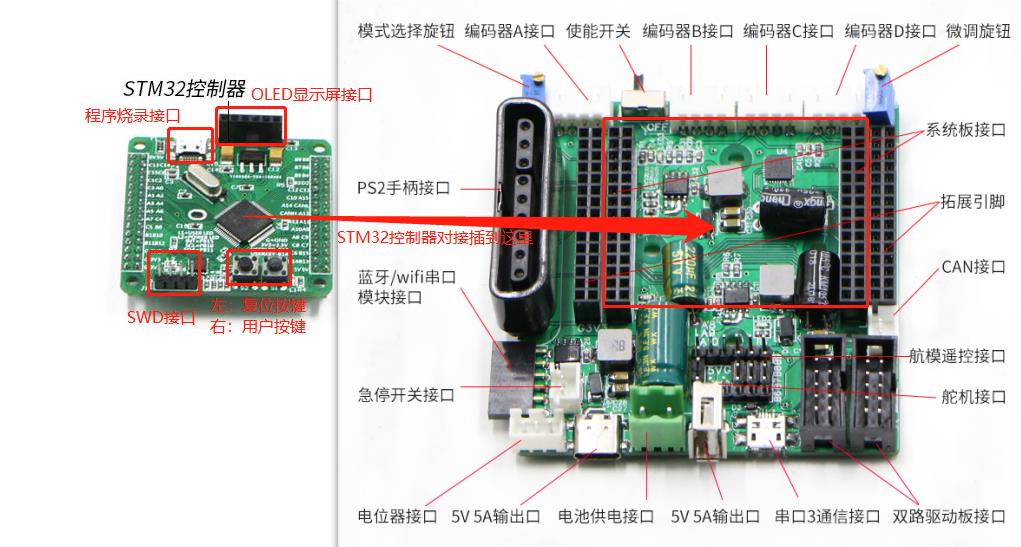 STM32控制器
OLED显示屏接口
程序烧录接口
SWD接口
左：复位按键
右：用户按键
STM32控制器对接插到这里
模式选择旋钮 编码器A接口 使能开关 编码器B接口 编码器C接口 编码器D接口 微调旋钮
PS2手柄接口
系统板接口
拓展引脚
蓝牙/wifi串口
模块接口
CAN接口
航模遥控接口
急停开关接口
舵机接口
电位器接口 5V 5A输出口 电池供电接口 5V 5A输出口 串口3通信接口 双路驱动板接口
OFF
U4
220uF